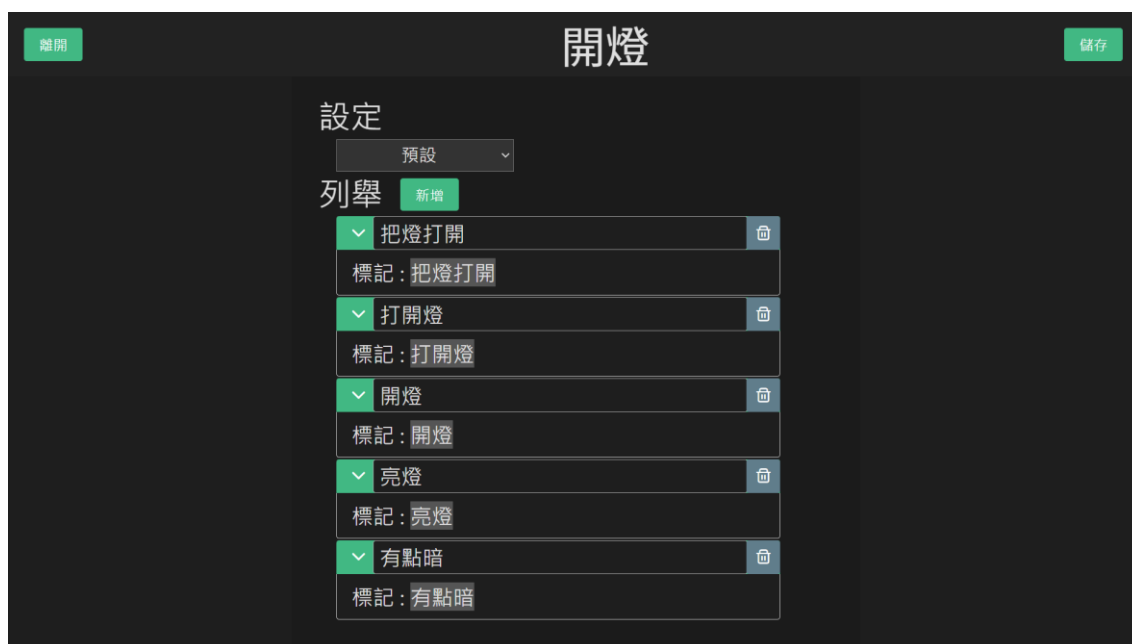 離開 開燈 儲存
設定
預設
列舉 新增
把燈打開
標記 : 把燈打開
打開燈
標記 : 打開燈
開燈
標記 : 開燈
亮燈
標記 : 亮燈
有點暗
標記 : 有點暗